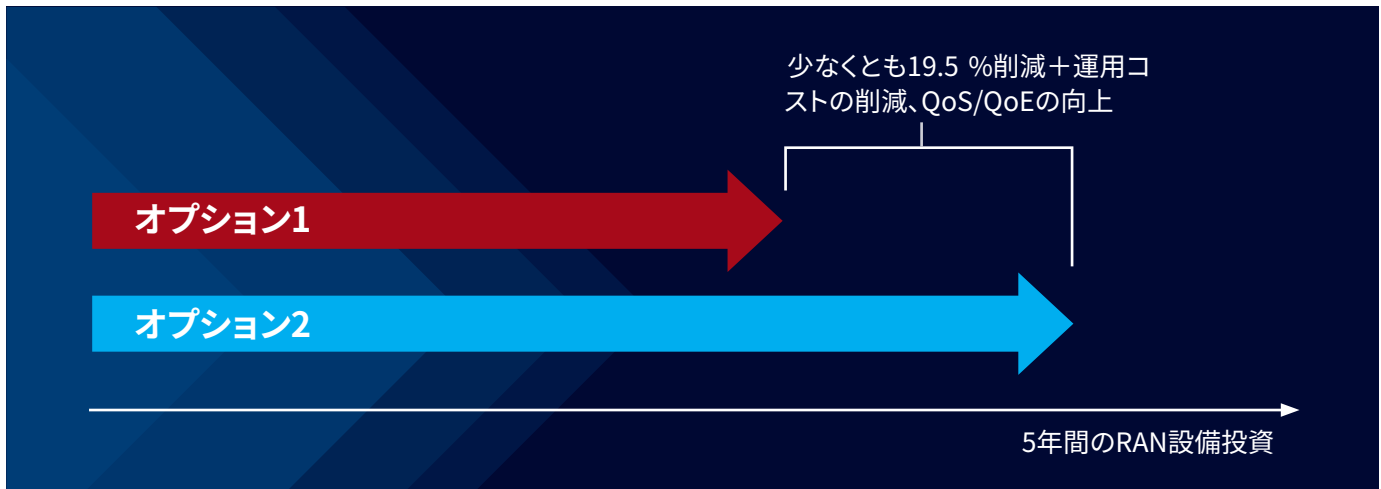 少なくとも19.5 %削減＋運用コ
ストの削減、QoS/QoEの向上
オプション1
オプション2
5年間のRAN設備投資